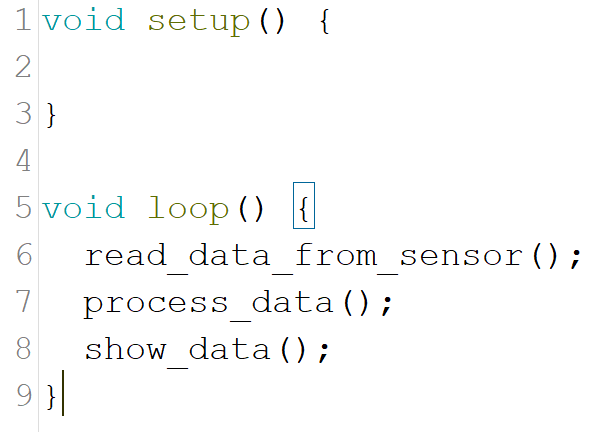 1 void setup() {
2
3 }
4
5 void loop() {
6   read_data_from_sensor();
7   process_data();
8   show_data();
9 }